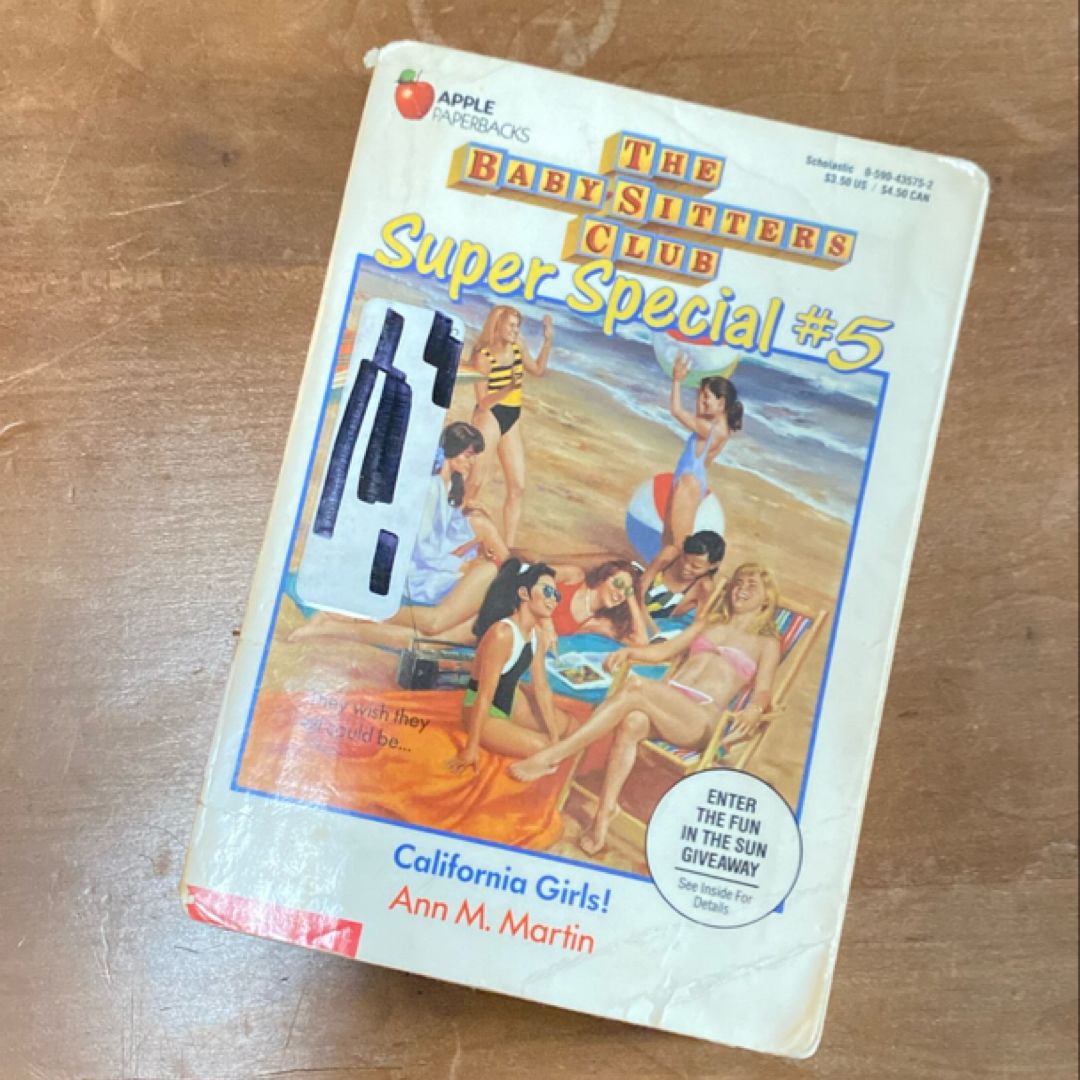 APPLE
PAPERBACKS
Scholastic 0-590-43575-2
$3.50 US / $4.50 CAN
THE
BABY-SITTERS
CLUB
Super Special #5
they wish they
all could be...
ENTER
THE FUN
IN THE SUN
GIVEAWAY
See Inside For
Details
California Girls!
Ann M. Martin